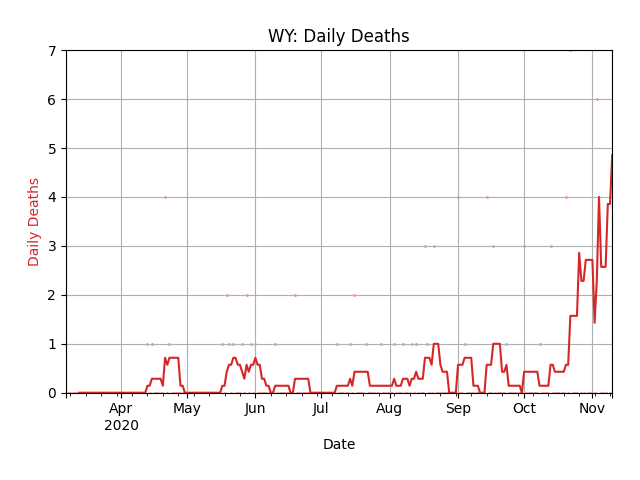 WY: Daily Deaths
Daily Deaths
7
6
5
4
3
2
1
0
Apr
2020
May
Jun
Jul
Aug
Sep
Oct
Nov
Date